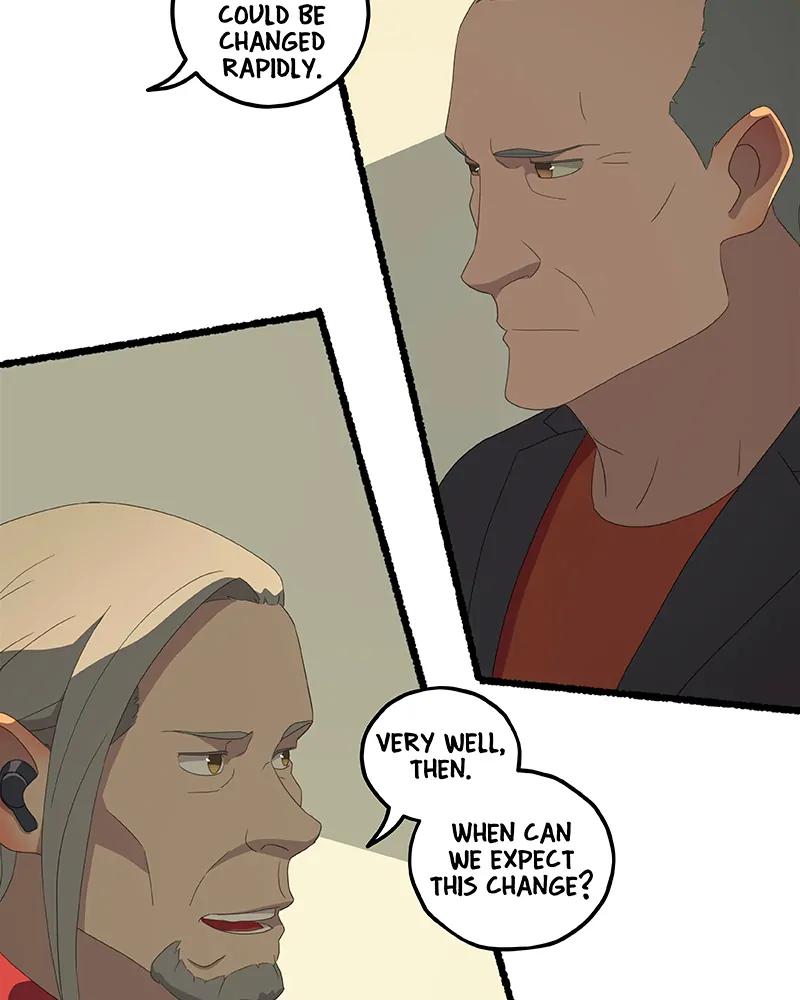 COULD BE
CHANGED
RAPIDLY.
VERY WELL,
THEN.
WHEN CAN
WE EXPECT
THIS CHANGE?